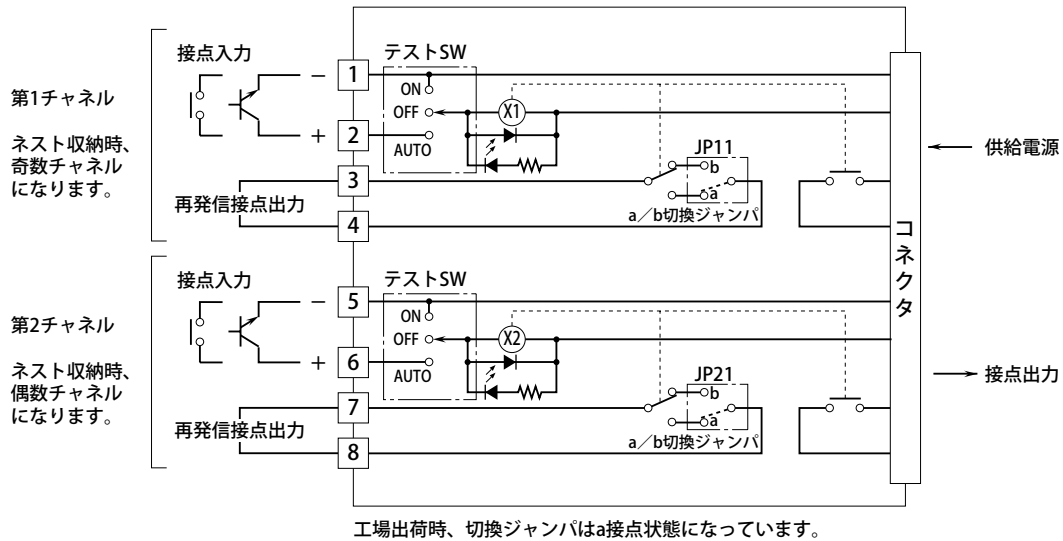 接点入力
テストSW
−
1
第1チャネル
ON
OFF
X1
ネスト収納時、
奇数チャネル
になります。
+
2
AUTO
供給電源
JP11
b
3
a
再発信接点出力
a/b切換ジャンパ
4
コネクタ
接点入力
テストSW
−
5
第2チャネル
ON
OFF
X2
ネスト収納時、
偶数チャネル
になります。
+
6
AUTO
接点出力
JP21
b
7
a
再発信接点出力
a/b切換ジャンパ
8
工場出荷時、切換ジャンパはa接点状態になっています。